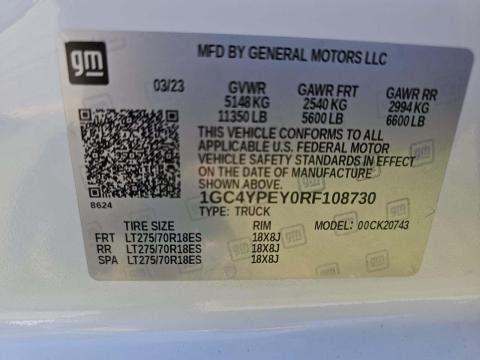 gm
MFD BY GENERAL MOTORS LLC
03/23 GVWR GAWR FRT GAWR RR
5148 KG 2540 KG 2994 KG
11350 LB 5600 LB 6600 LB
THIS VEHICLE CONFORMS TO ALL
APPLICABLE U.S. FEDERAL MOTOR
VEHICLE SAFETY STANDARDS IN EFFECT
ON THE DATE OF MANUFACTURE
SHOWN ABOVE.
1GC4YPEY0RF108730
8624
TYPE: TRUCK
TIRE SIZE RIM MODEL: 00CK20743
FRT LT275/70R18ES 18X8J
RR LT275/70R18ES 18X8J
SPA LT275/70R18ES 18X8J